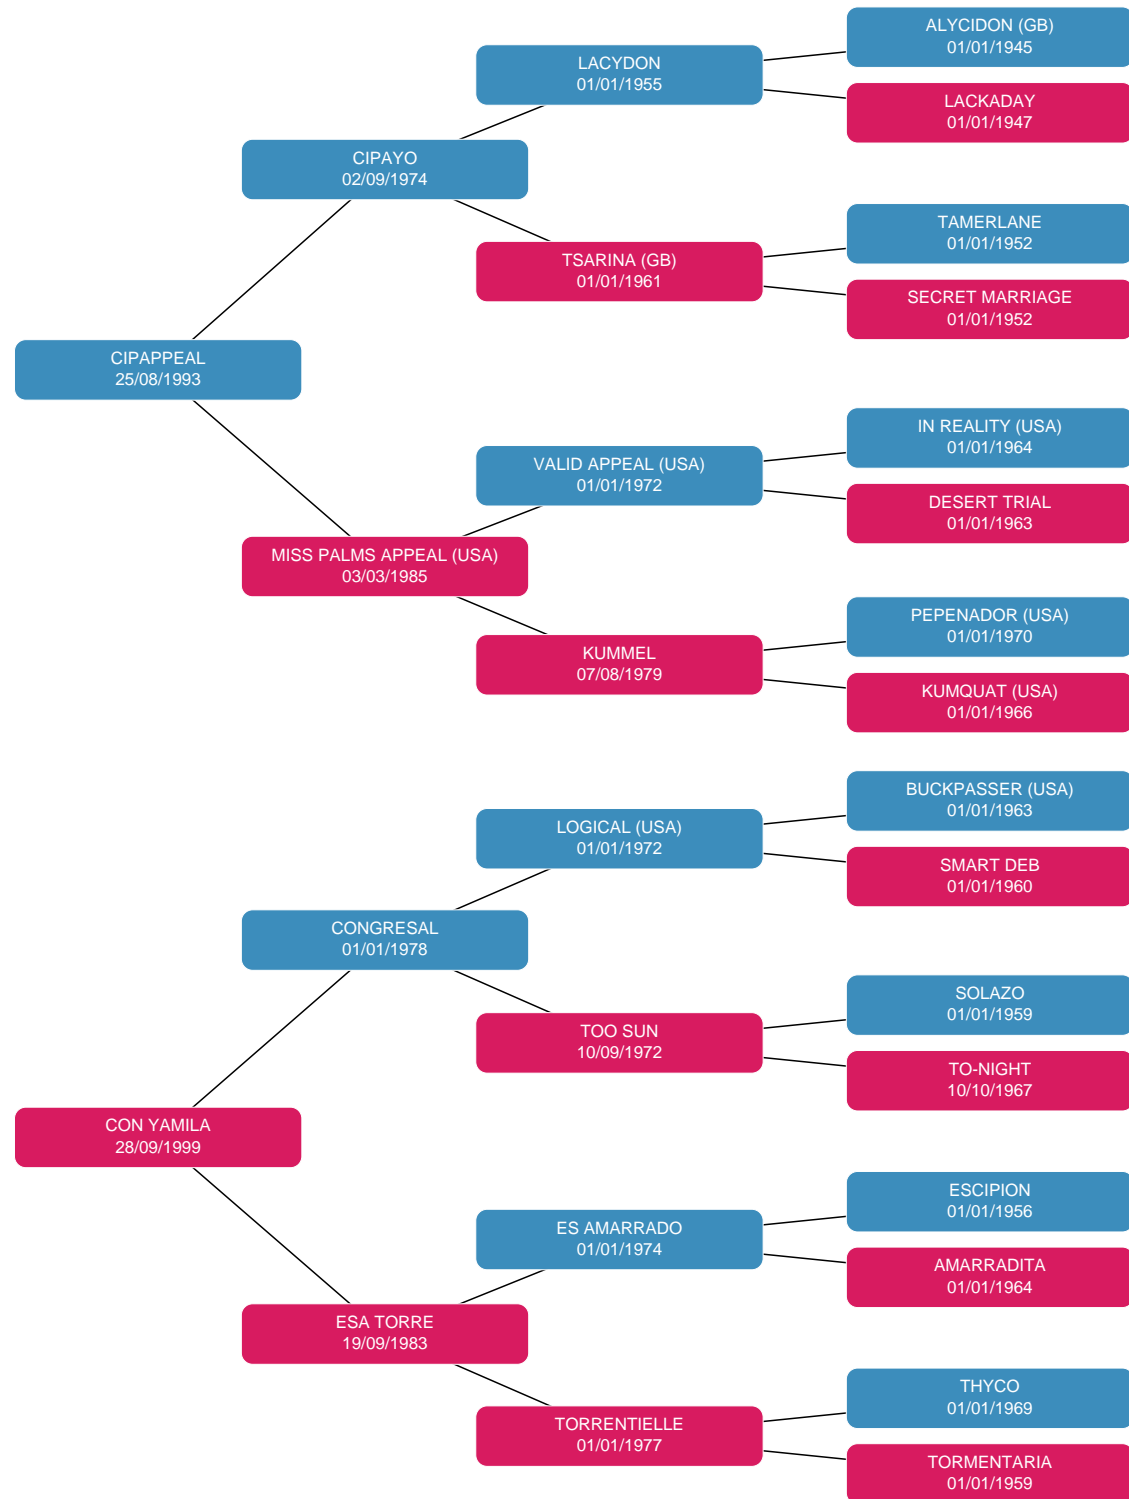 ALYCIDON (GB)
01/01/1945
LACYDON
01/01/1955
LACKADAY
01/01/1947
CIPAYO
02/09/1974
TAMERLANE
01/01/1952
TSARINA (GB)
01/01/1961
SECRET MARRIAGE
01/01/1952
CIPAPPEAL
25/08/1993
IN REALITY (USA)
01/01/1964
VALID APPEAL (USA)
01/01/1972
DESERT TRIAL
01/01/1963
MISS PALMS APPEAL (USA)
03/03/1985
PEPENADOR (USA)
01/01/1970
KUMMEL
07/08/1979
KUMQUAT (USA)
01/01/1966
BUCKPASSER (USA)
01/01/1963
LOGICAL (USA)
01/01/1972
SMART DEB
01/01/1960
CONGRESAL
01/01/1978
SOLAZO
01/01/1959
TOO SUN
10/09/1972
TO-NIGHT
10/10/1967
CON YAMILA
28/09/1999
ESCIPION
01/01/1956
ES AMARRADO
01/01/1974
AMARRADITA
01/01/1964
ESA TORRE
19/09/1983
THYCO
01/01/1969
TORRENTIELLE
01/01/1977
TORMENTARIA
01/01/1959